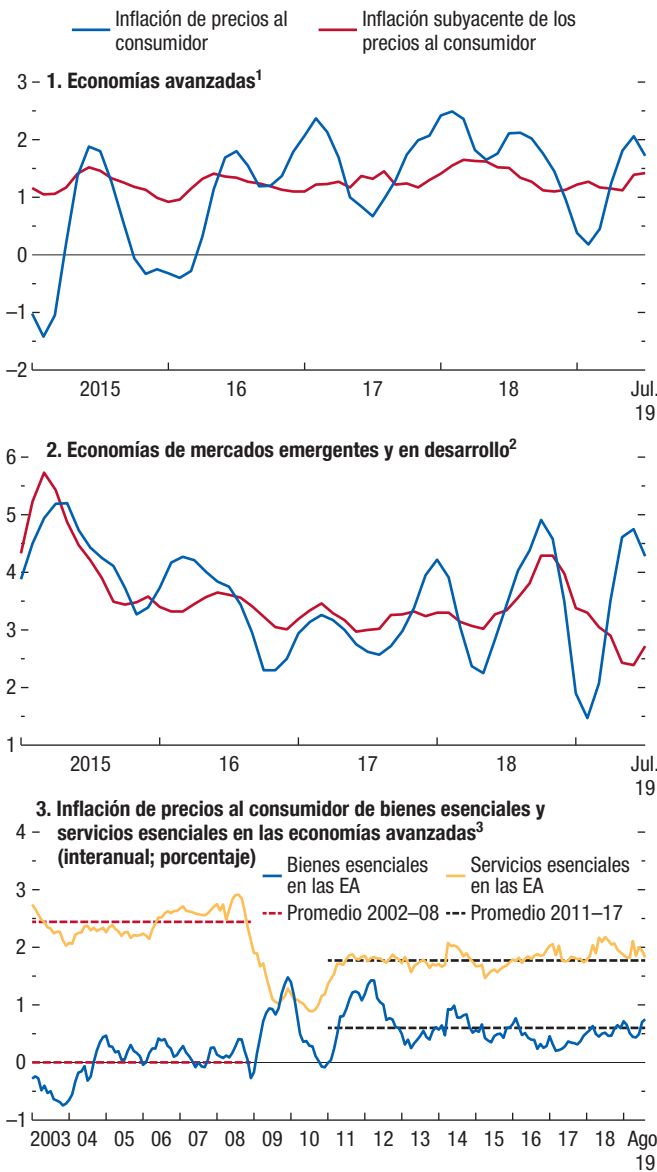 Inflación de precios al consumidor
Inflación subyacente de los precios al consumidor
1. Economías avanzadas¹
3
2
1
0
–1
–2
2015 16 17 18 Jul. 19
2. Economías de mercados emergentes y en desarrollo²
6
5
4
3
2
1
2015 16 17 18 Jul. 19
3. Inflación de precios al consumidor de bienes esenciales y
servicios esenciales en las economías avanzadas³
(interanual; porcentaje)
Bienes esenciales en las EA
Servicios esenciales en las EA
Promedio 2002–08
Promedio 2011–17
4
3
2
1
0
–1
2003 04 05 06 07 08 09 10 11 12 13 14 15 16 17 18 Ago 19